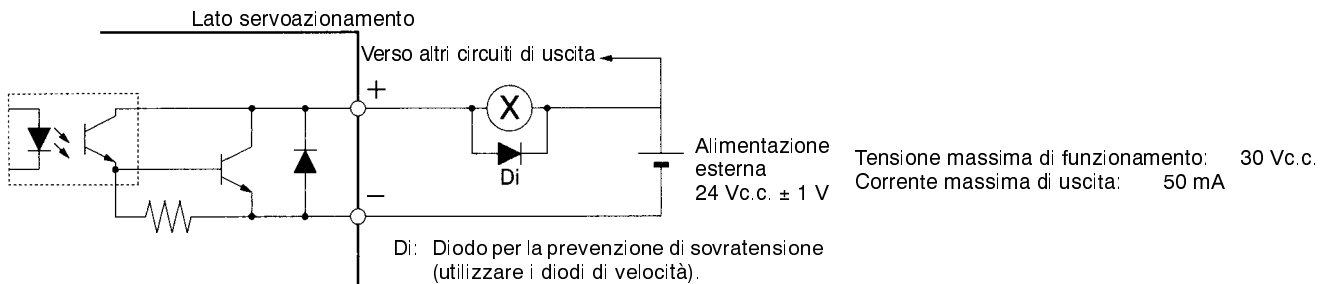 Lato servoazionamento
Verso altri circuiti di uscita
+
X
Di
−
Alimentazione
esterna
24 Vc.c. ± 1 V
Tensione massima di funzionamento: 30 Vc.c.
Corrente massima di uscita: 50 mA
Di: Diodo per la prevenzione di sovratensione
(utilizzare i diodi di velocità).